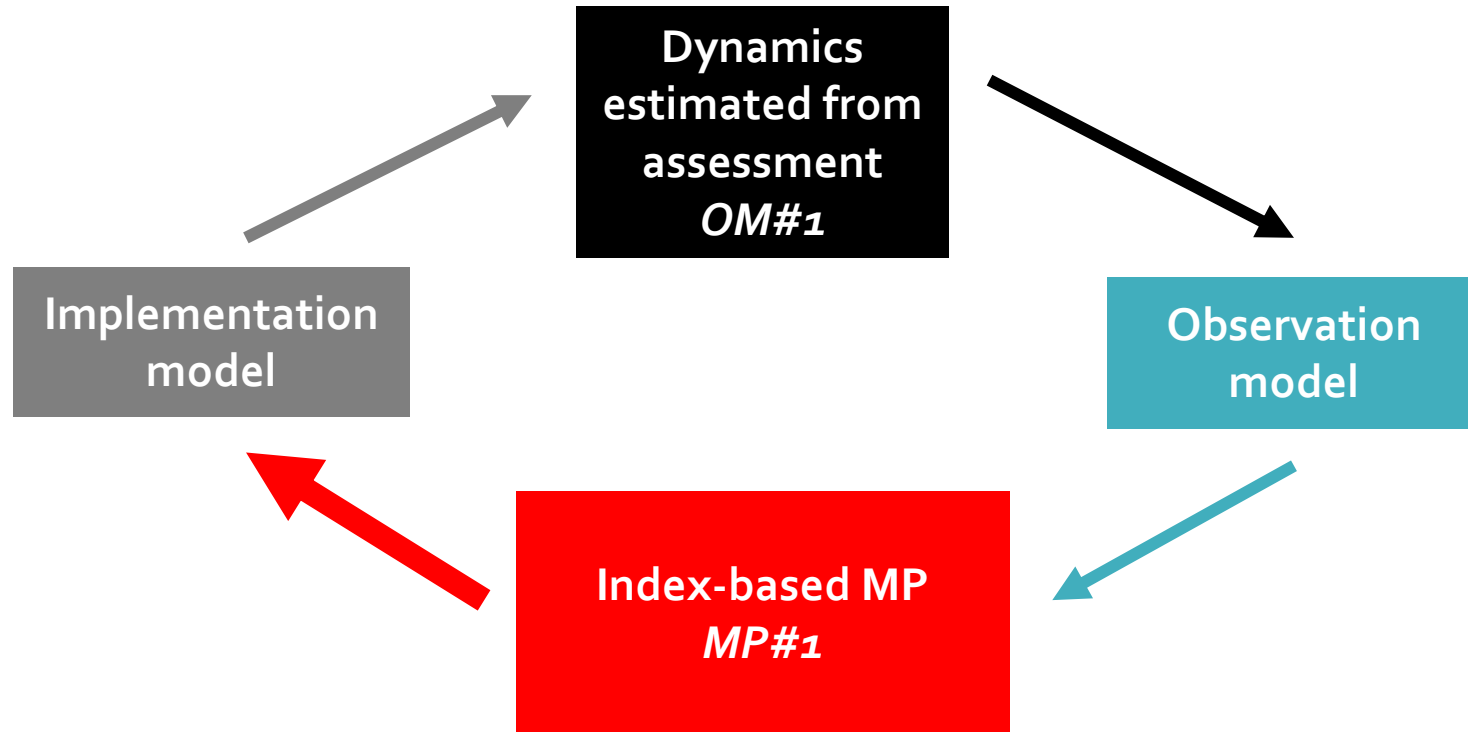 Dynamics
estimated from
assessment
OM#1
Implementation
model
Observation
model
Index-based MP
MP#1